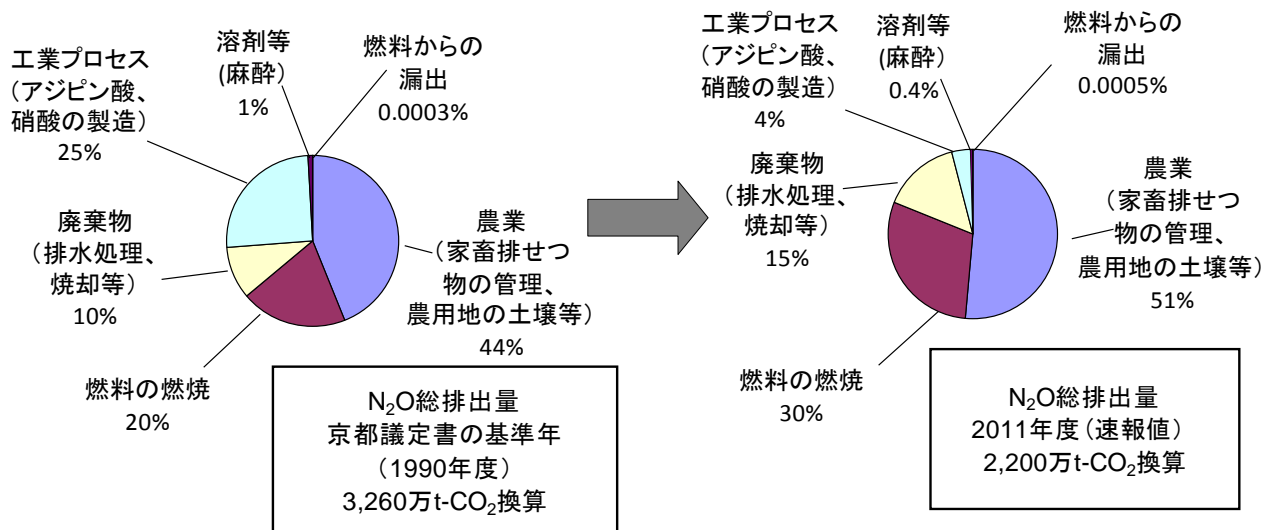 工業プロセス
(アジピン酸、
硝酸の製造)
25%
溶剤等
(麻酔)
1%
燃料からの
漏出
0.0003%
廃棄物
(排水処理、
焼却等)
10%
農業
(家畜排せつ
物の管理、
農用地の土壌等)
44%
燃料の燃焼
20%
N₂O総排出量
京都議定書の基準年
(1990年度)
3,260万t-CO₂換算
工業プロセス
(アジピン酸、
硝酸の製造)
4%
溶剤等
(麻酔)
0.4%
燃料からの
漏出
0.0005%
廃棄物
(排水処理、
焼却等)
15%
農業
(家畜排せつ
物の管理、
農用地の土壌等)
51%
燃料の燃焼
30%
N₂O総排出量
2011年度(速報値)
2,200万t-CO₂換算